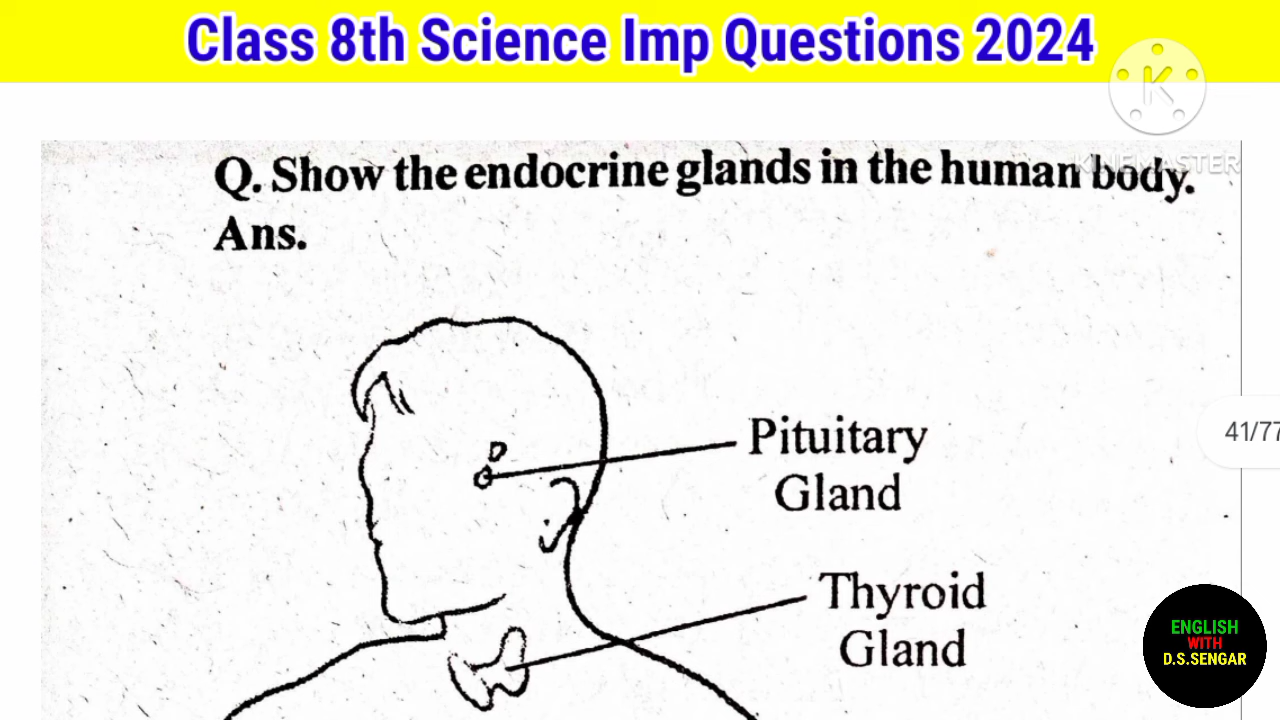 Class 8th Science Imp Questions 2024
K
KINEMASTER
Q. Show the endocrine glands in the human body.
Ans.
Pituitary
Gland
41/77
Thyroid
Gland
ENGLISH
WITH
D.S.SENGAR